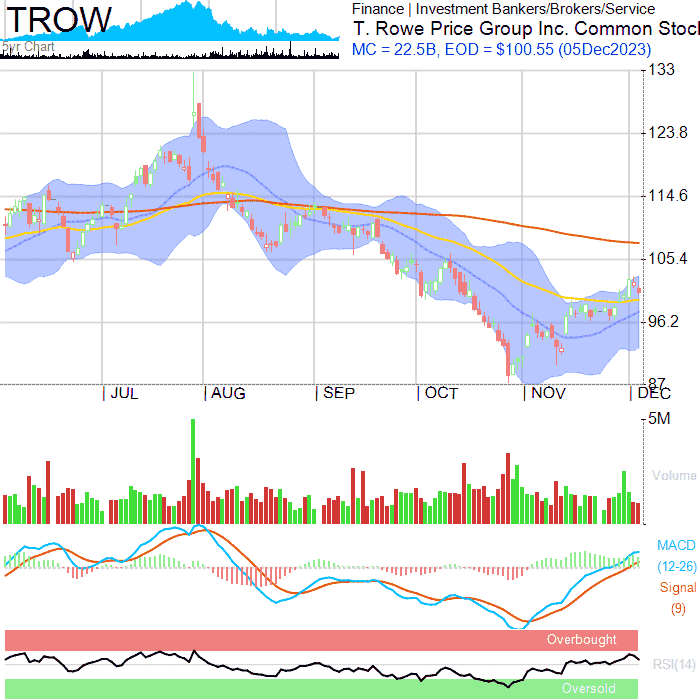 TROW
5yr Chart
Finance | Investment Bankers/Brokers/Service
T. Rowe Price Group Inc. Common Stoc
MC = 22.5B, EOD = $100.55 (05Dec2023)
133
123.8
114.6
105.4
96.2
87
JUL AUG SEP OCT NOV DEC
5M
Volume
MACD
(12-26)
Signal
(9)
Overbought
RSI(14)
Oversold